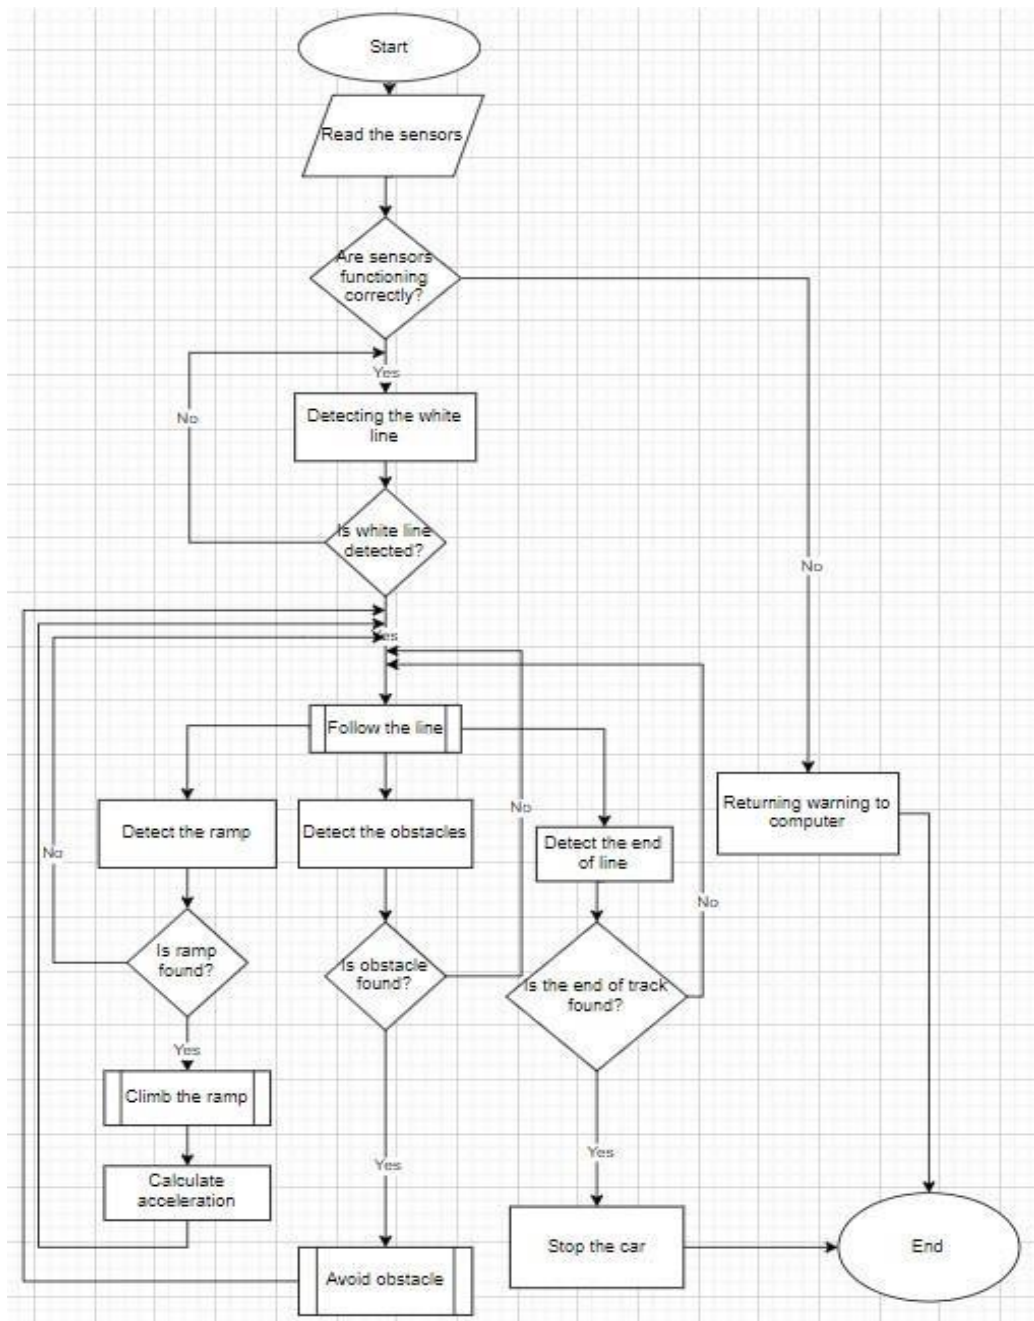 Start
Read the sensors
Are sensors
functioning
correctly?
Yes
No
Detecting the white
line
Is white line
detected?
No
Yes
Follow the line
Detect the ramp
Detect the obstacles
No
Detect the end
of line
Returning warning to
computer
No
No
Is ramp
found?
Is obstacle
found?
Is the end of track
found?
Yes
Climb the ramp
Yes
Yes
Calculate
acceleration
Stop the car
End
Avoid obstacle